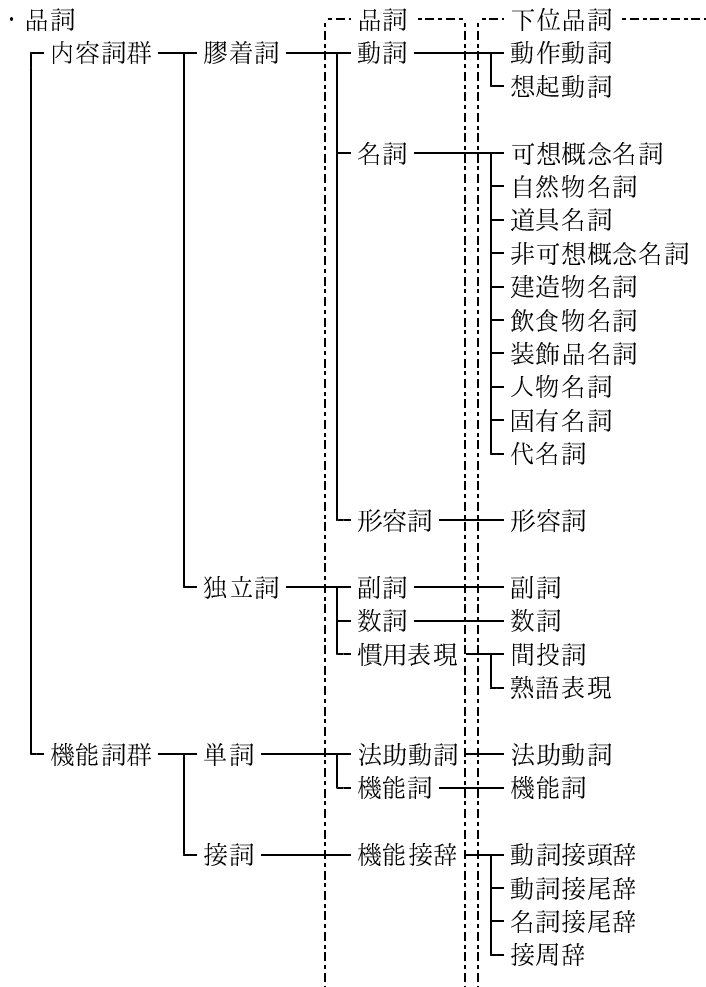 ・品詞 品詞 下位品詞
内容詞群 膠着詞 動詞 動作動詞
想起動詞
名詞 可想概念名詞
自然物名詞
道具名詞
非可想概念名詞
建造物名詞
飲食物名詞
装飾品名詞
人物名詞
固有名詞
代名詞
形容詞 形容詞
独立詞 副詞 副詞
数詞 数詞
慣用表現 間投詞
熟語表現
機能詞群 単詞 法助動詞 法助動詞
機能詞 機能詞
接詞 機能接辞 動詞接頭辞
動詞接尾辞
名詞接尾辞
接周辞